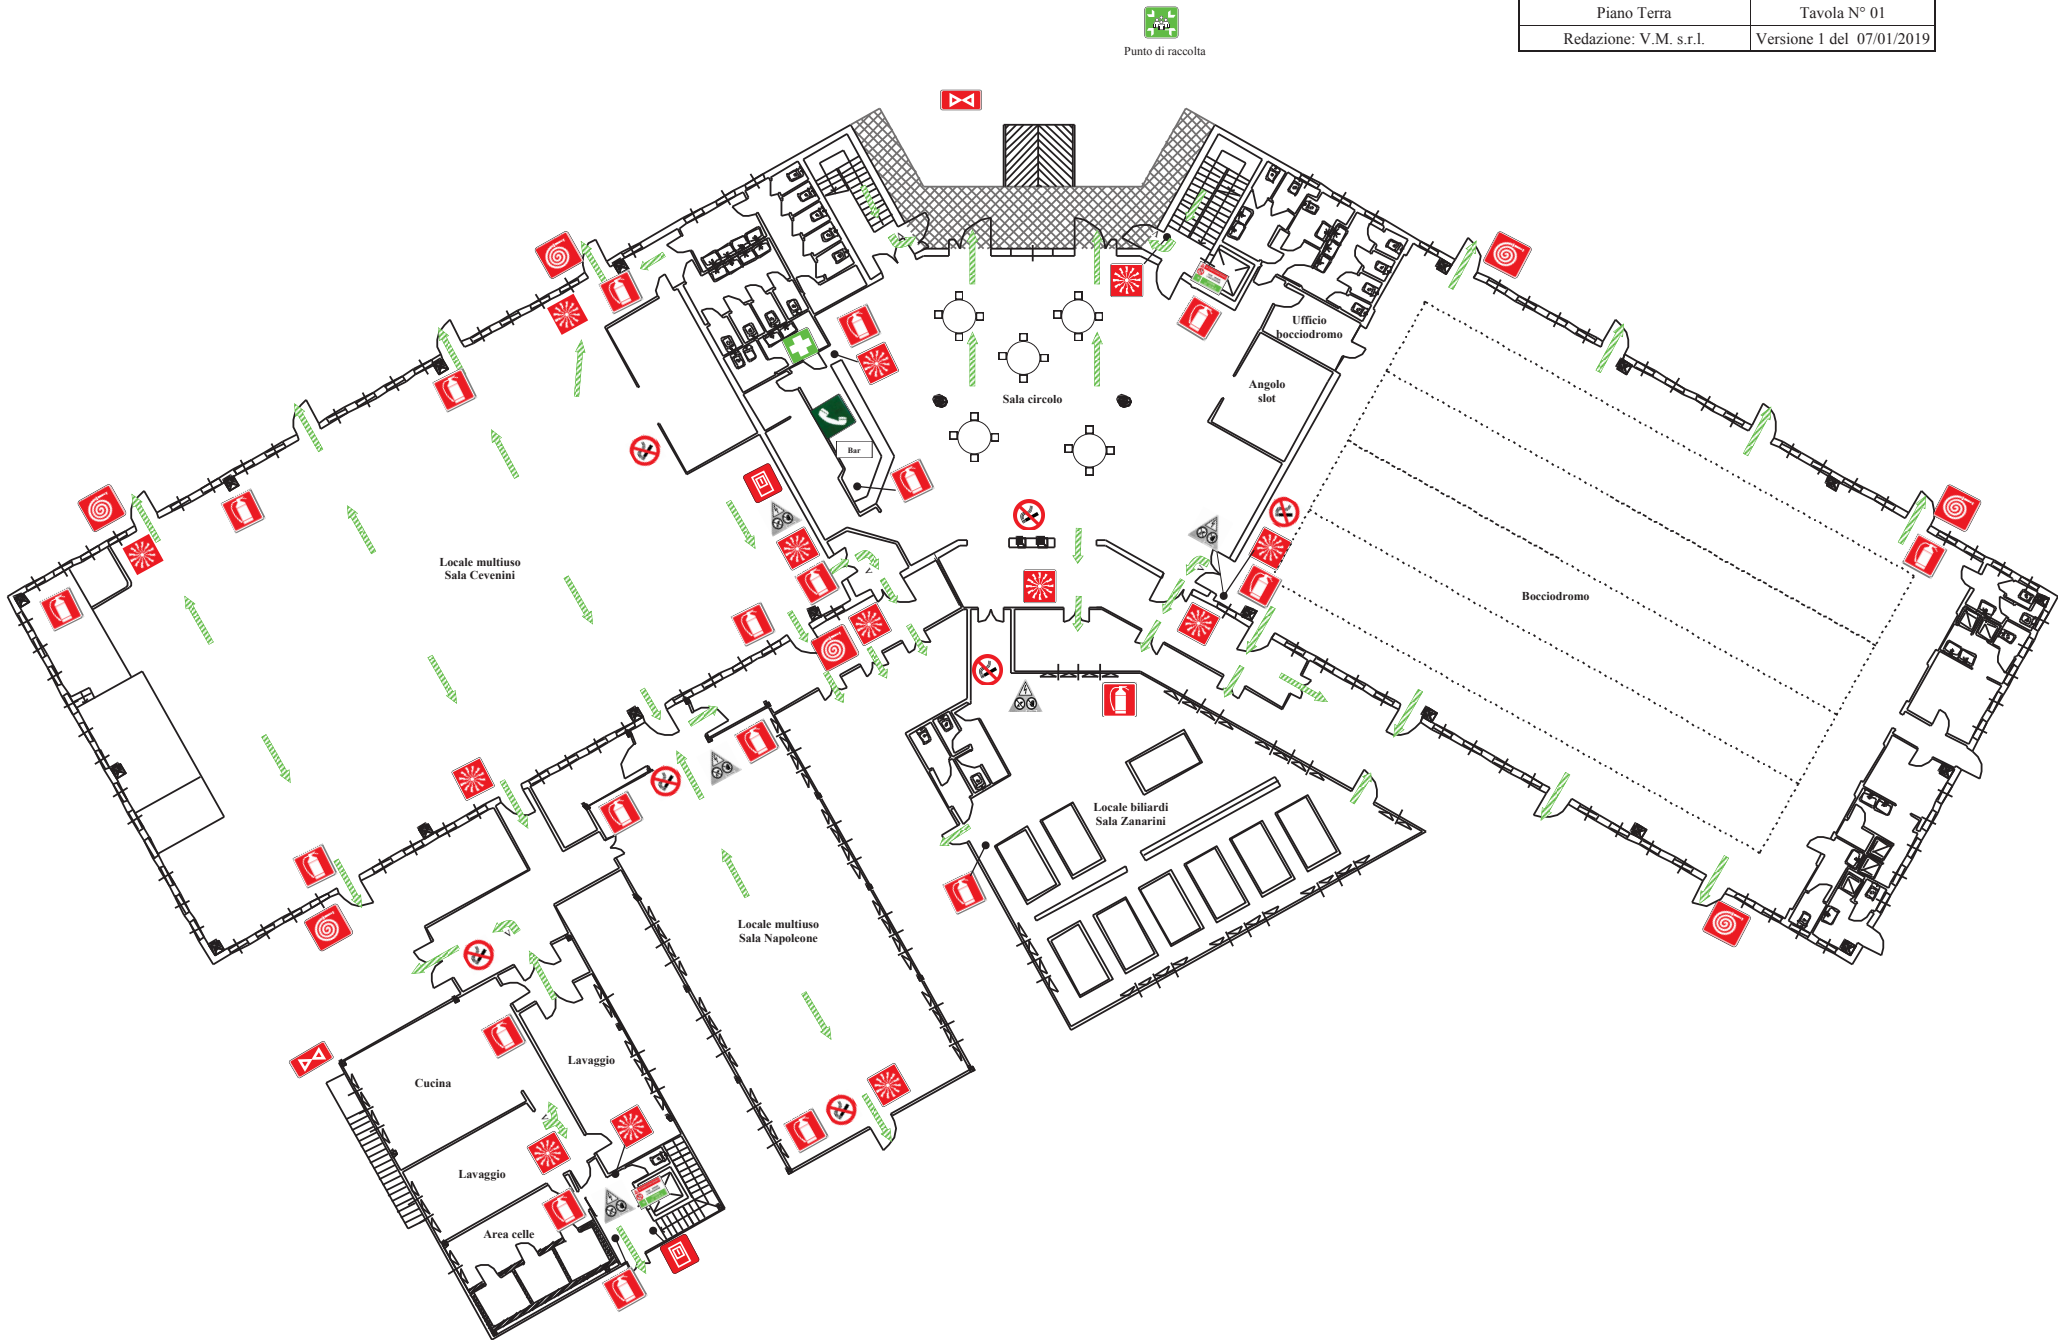 Piano Terra
Tavola N° 01
Redazione: V.M. s.r.l.
Versione 1 del 07/01/2019
Punto di raccolta
Ufficio
bocciodromo
Angolo
slot
Sala circolo
Bar
Locale multiuso
Sala Cevenini
Bocciodromo
Locale biliardi
Sala Zanarini
Locale multiuso
Sala Napoleone
Lavaggio
Cucina
Lavaggio
Area celle